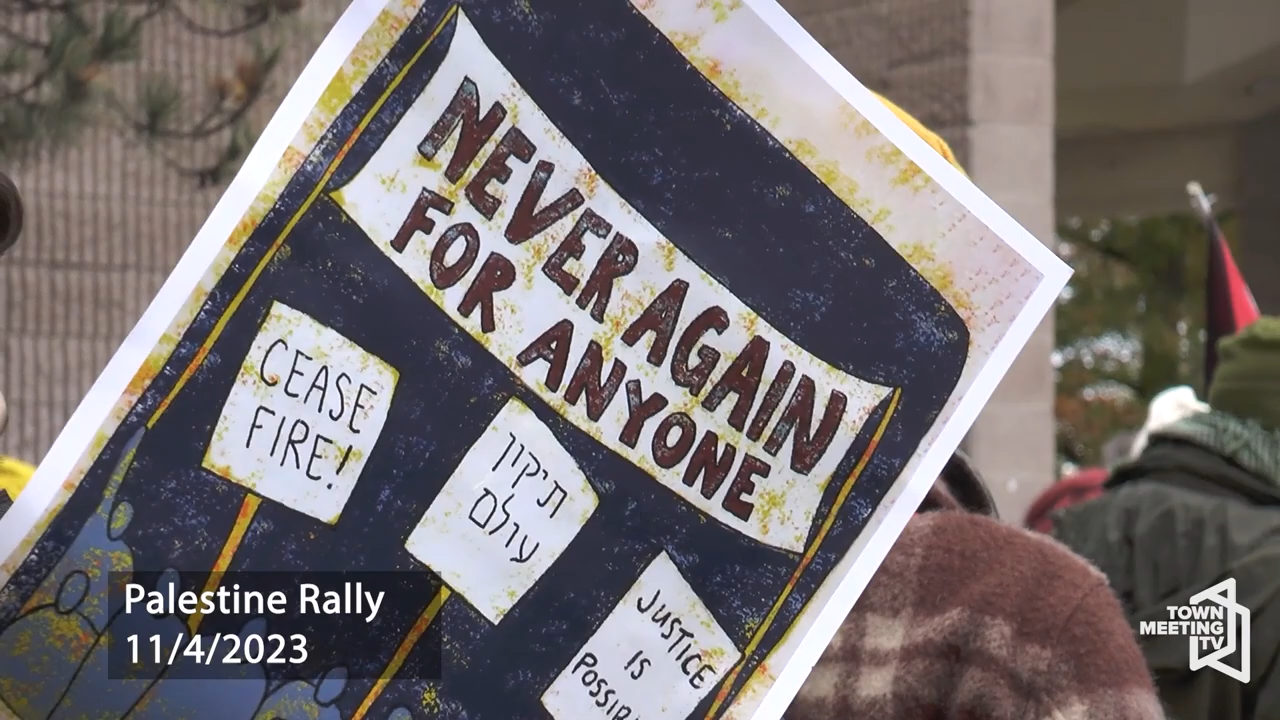 NEVER AGAIN
FOR ANYONE
CEASE
FIRE!
תיקון
עולם
JUSTICE
IS
Palestine Rally
11/4/2023
TOWN
MEETING
TV